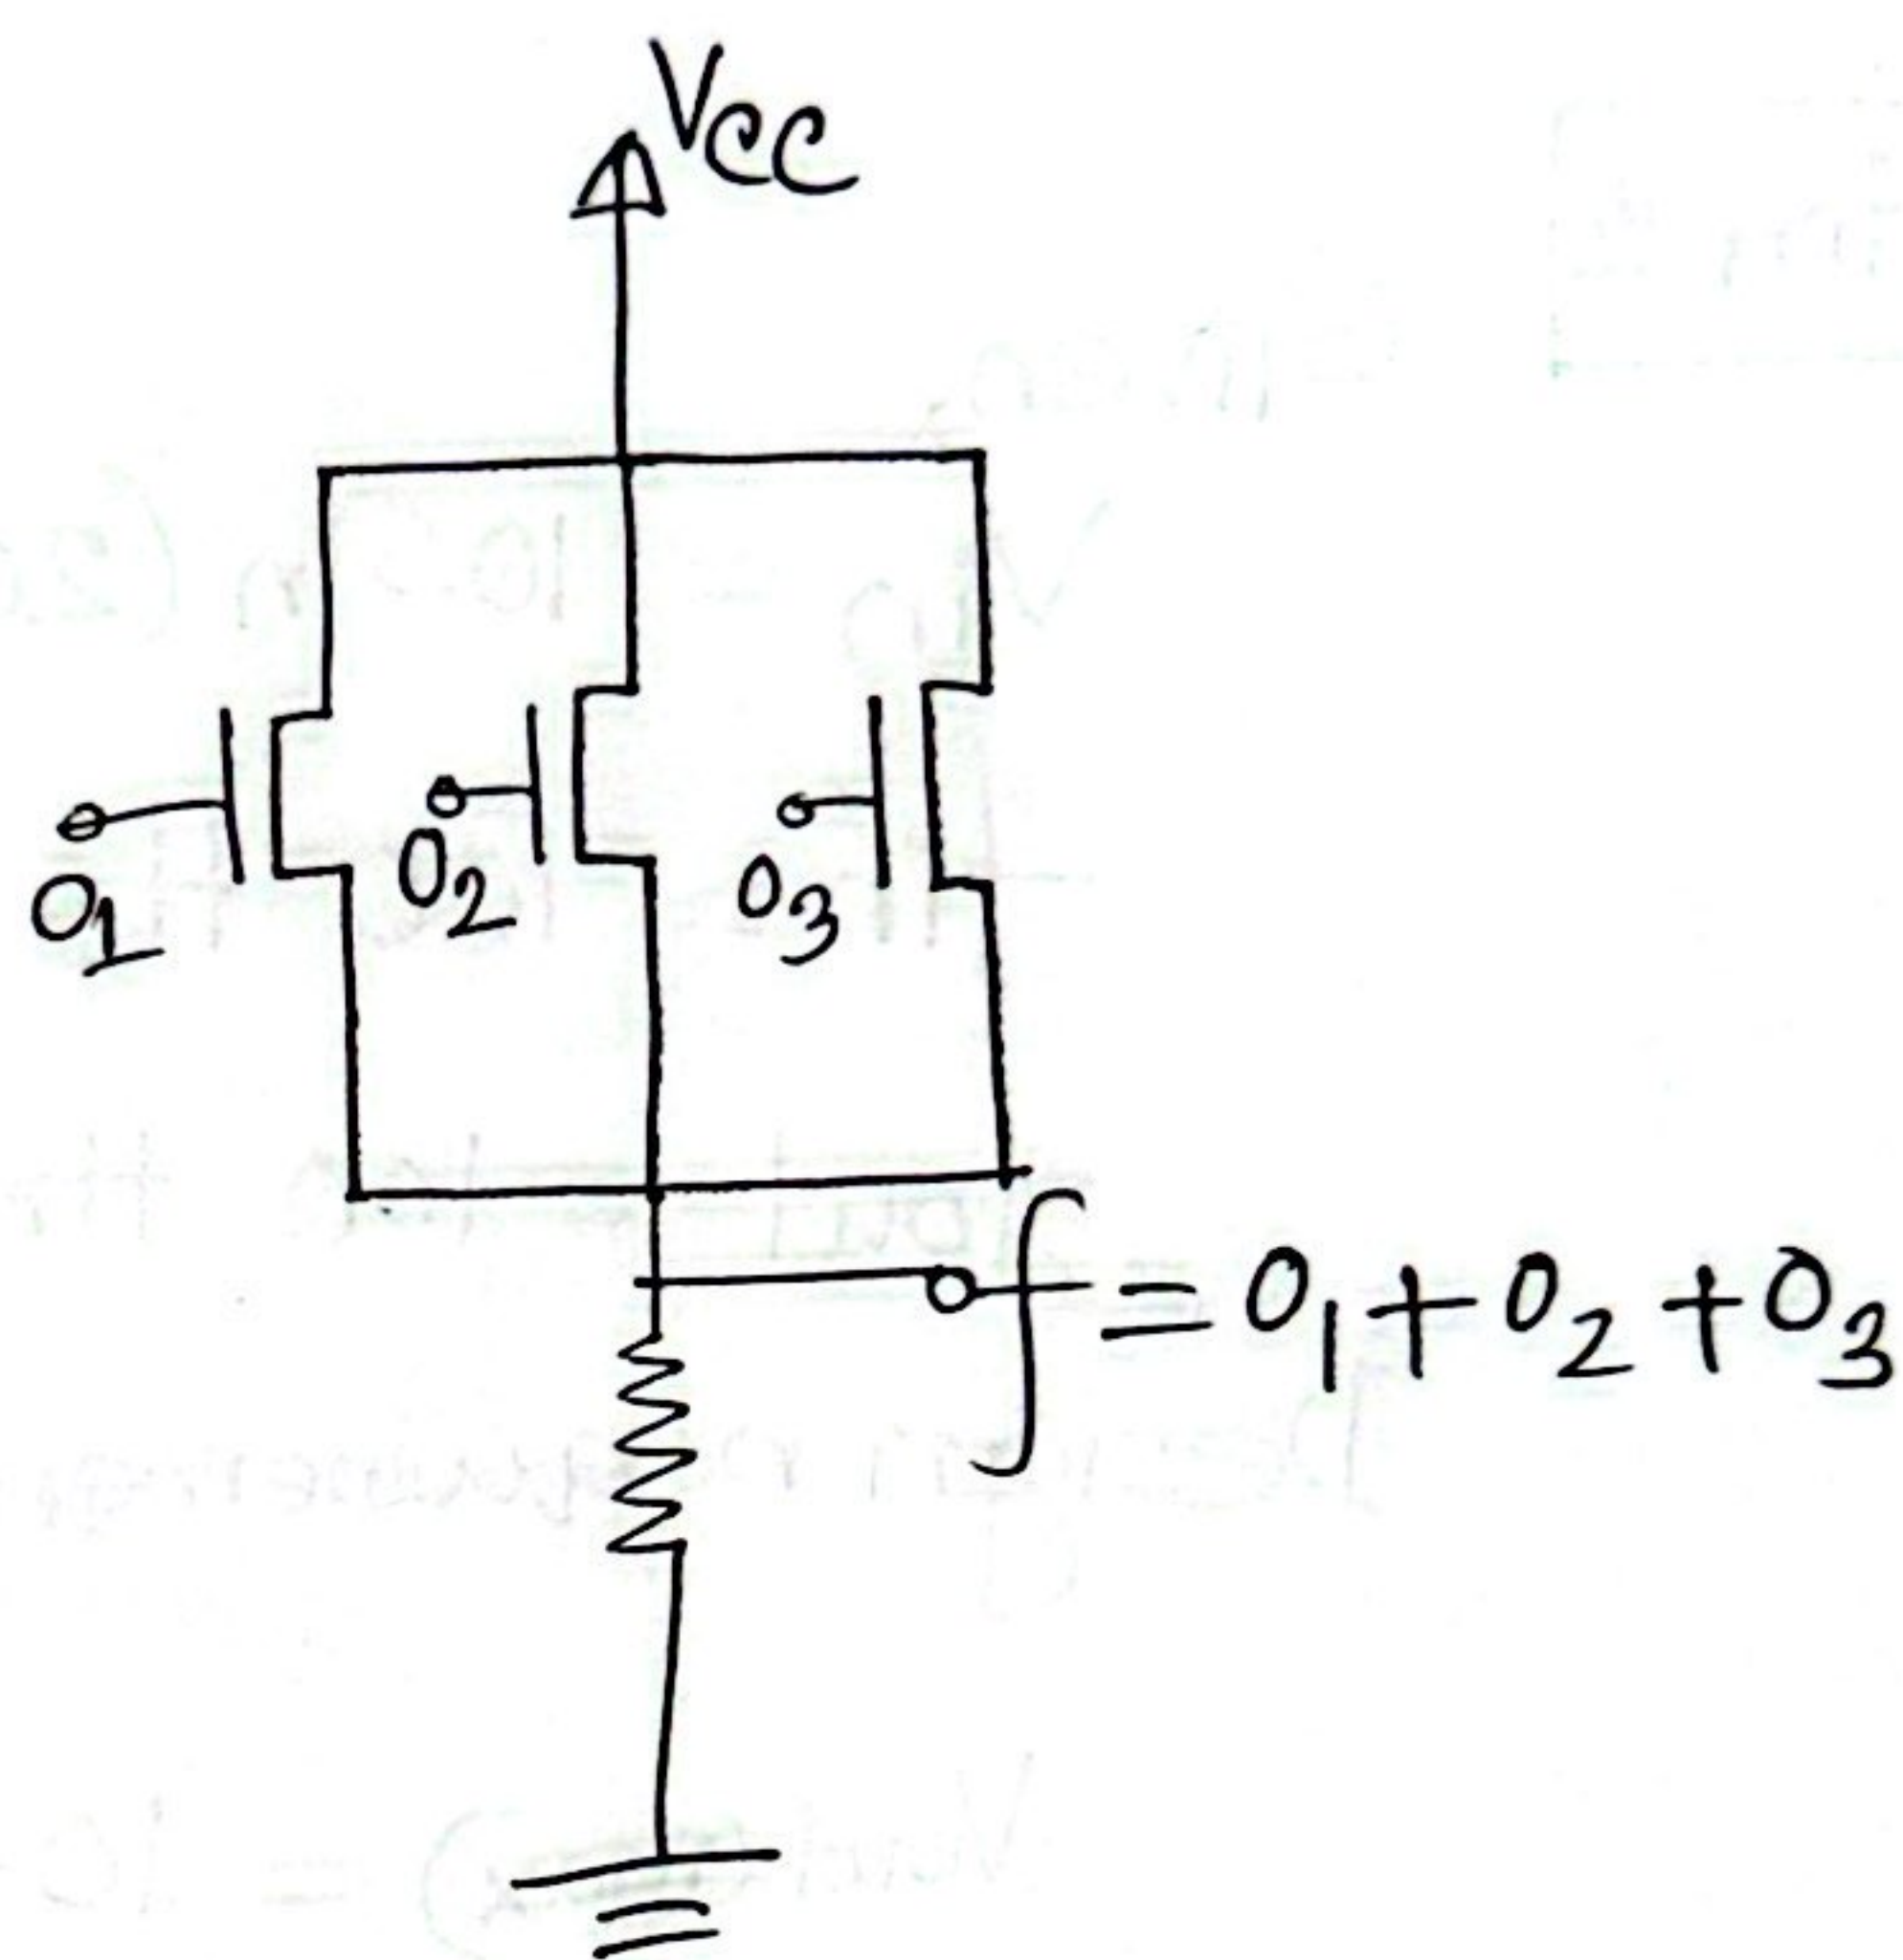 Vcc
O1
O2
O3
f = O1 + O2 + O3